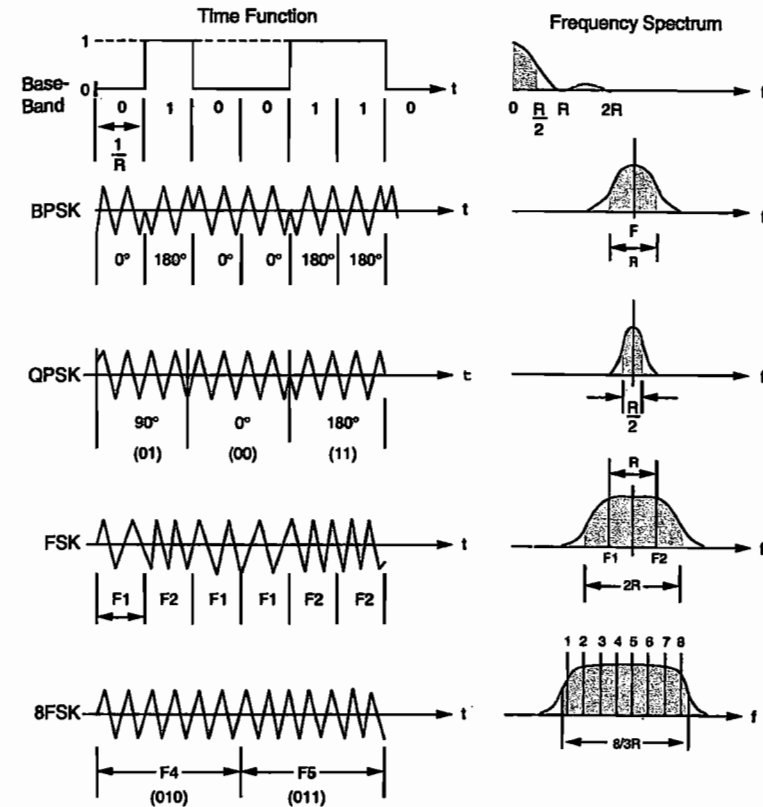 Time Function
Frequency Spectrum
1
0
Base-
Band
0 1 0 0 1 1 0
t
1
R
0 R R 2R
2
f
BPSK
t
0° 180° 0° 0° 180° 180°
F
R
f
QPSK
t
90° 0° 180°
(01) (00) (11)
R
2
f
FSK
t
F1 F2 F1 F1 F2 F2
R
F1 F2
2R
f
8FSK
t
F4 F5
(010) (011)
1 2 3 4 5 6 7 8
8/3R
f